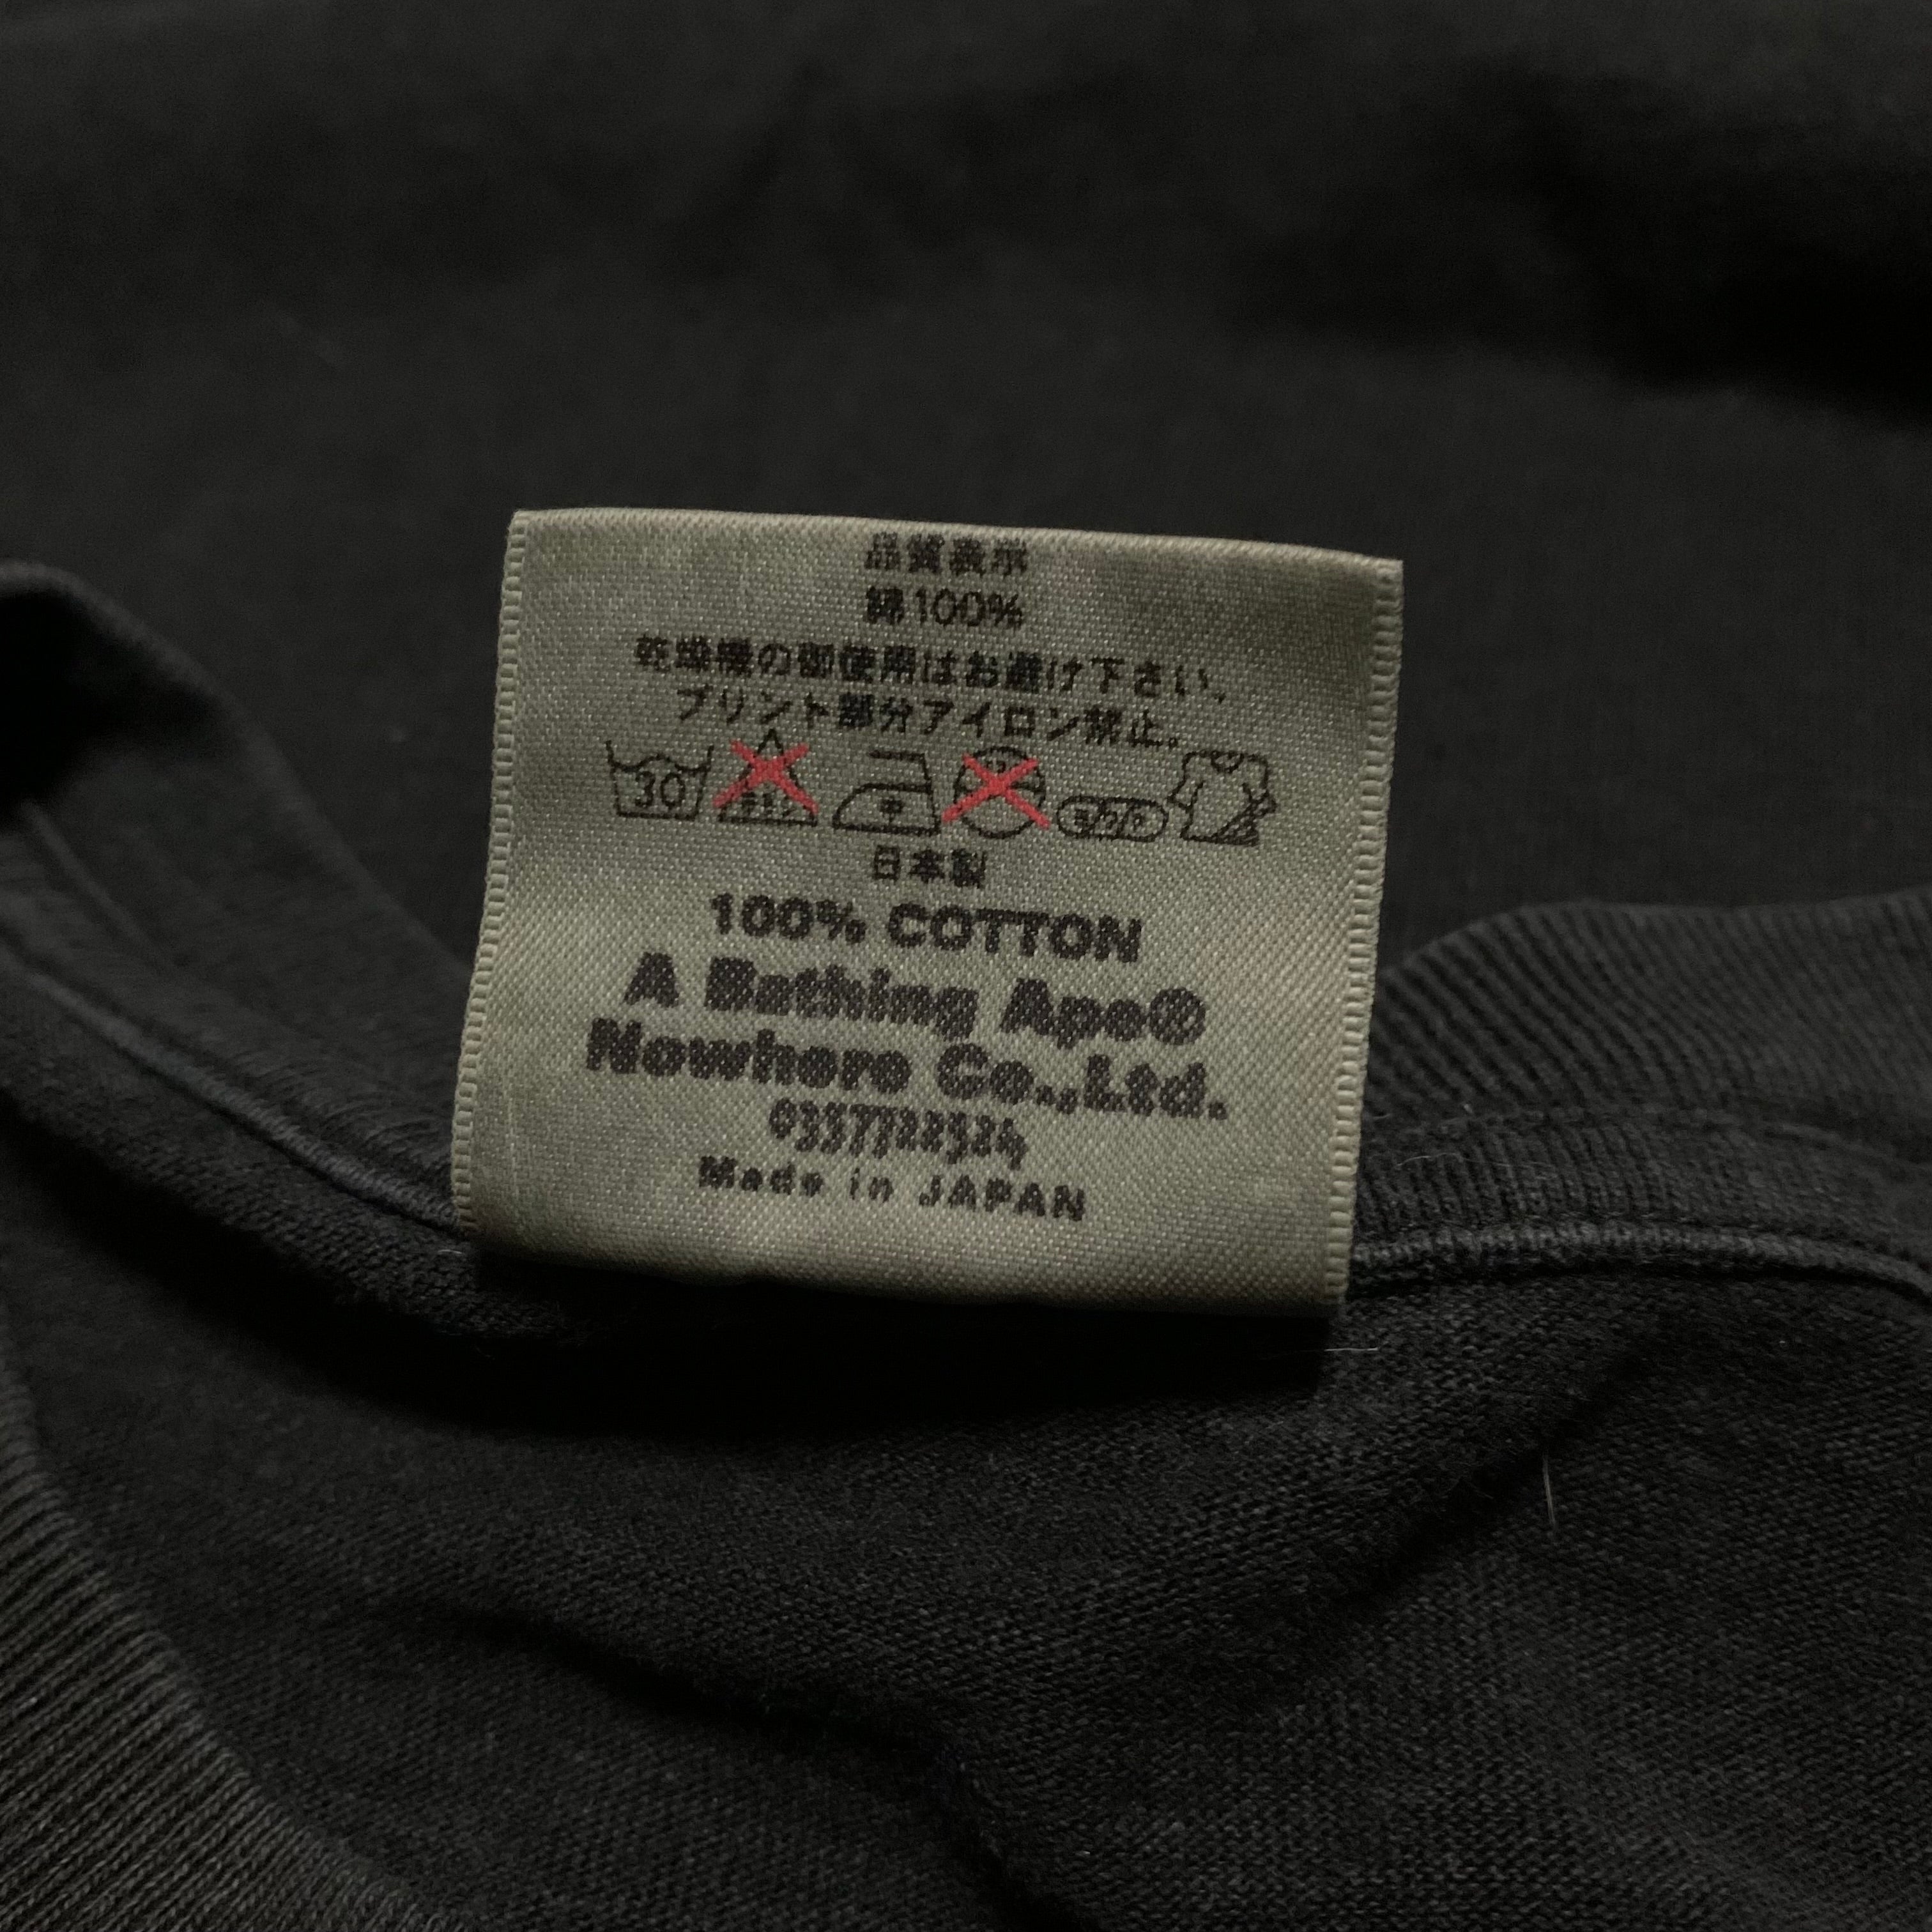 品質表示
綿100%
乾燥機の御使用はお避け下さい。
プリント部分アイロン禁止。
30
日本製
100% COTTON
A Bathing Ape®
Nowhere Co.,Ltd.
0357722524
Made in JAPAN